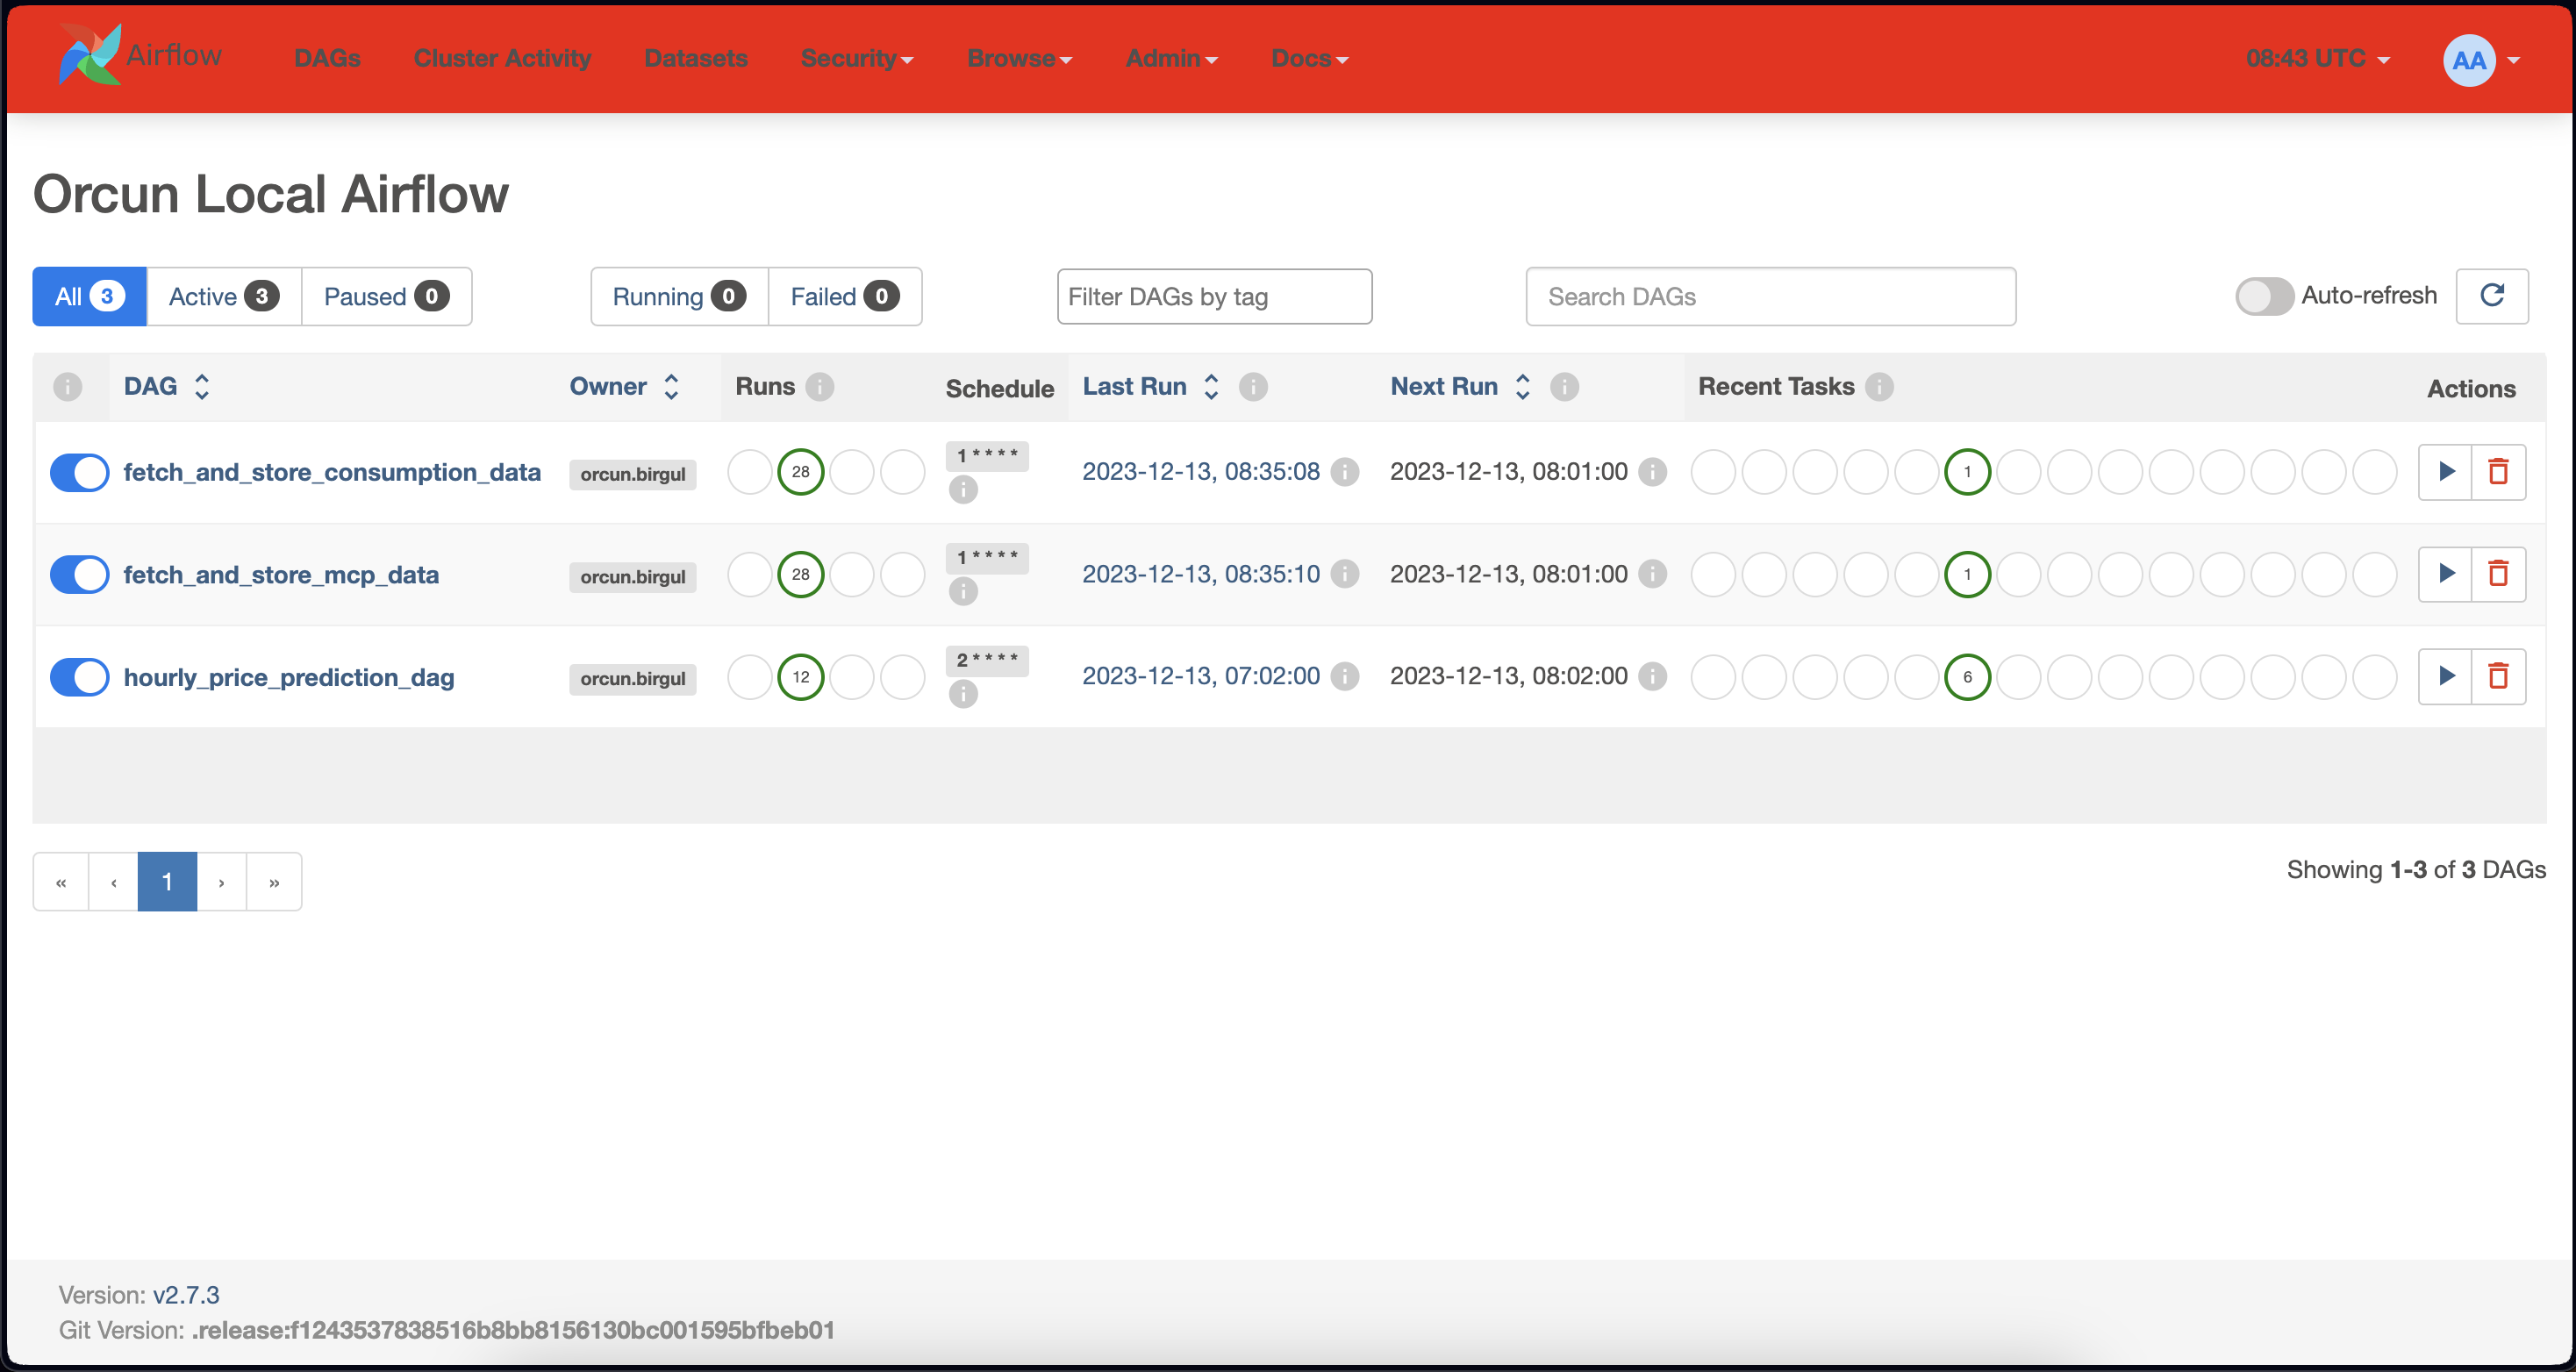 Airflow DAGs Cluster Activity Datasets Security Browse Admin Docs 08:43 UTC AA
Orcun Local Airflow
All 3 Active 3 Paused 0 Running 0 Failed 0 Filter DAGs by tag Search DAGs Auto-refresh
DAG Owner Runs Schedule Last Run Next Run Recent Tasks Actions
fetch_and_store_consumption_data orcun.birgul 28 1 * * * * 2023-12-13, 08:35:08 2023-12-13, 08:01:00 1
fetch_and_store_mcp_data orcun.birgul 28 1 * * * * 2023-12-13, 08:35:10 2023-12-13, 08:01:00 1
hourly_price_prediction_dag orcun.birgul 12 2 * * * * 2023-12-13, 07:02:00 2023-12-13, 08:02:00 6
« ‹ 1 › » Showing 1-3 of 3 DAGs
Version: v2.7.3
Git Version: .release:f1243537838516b8bb8156130bc001595bfbeb01